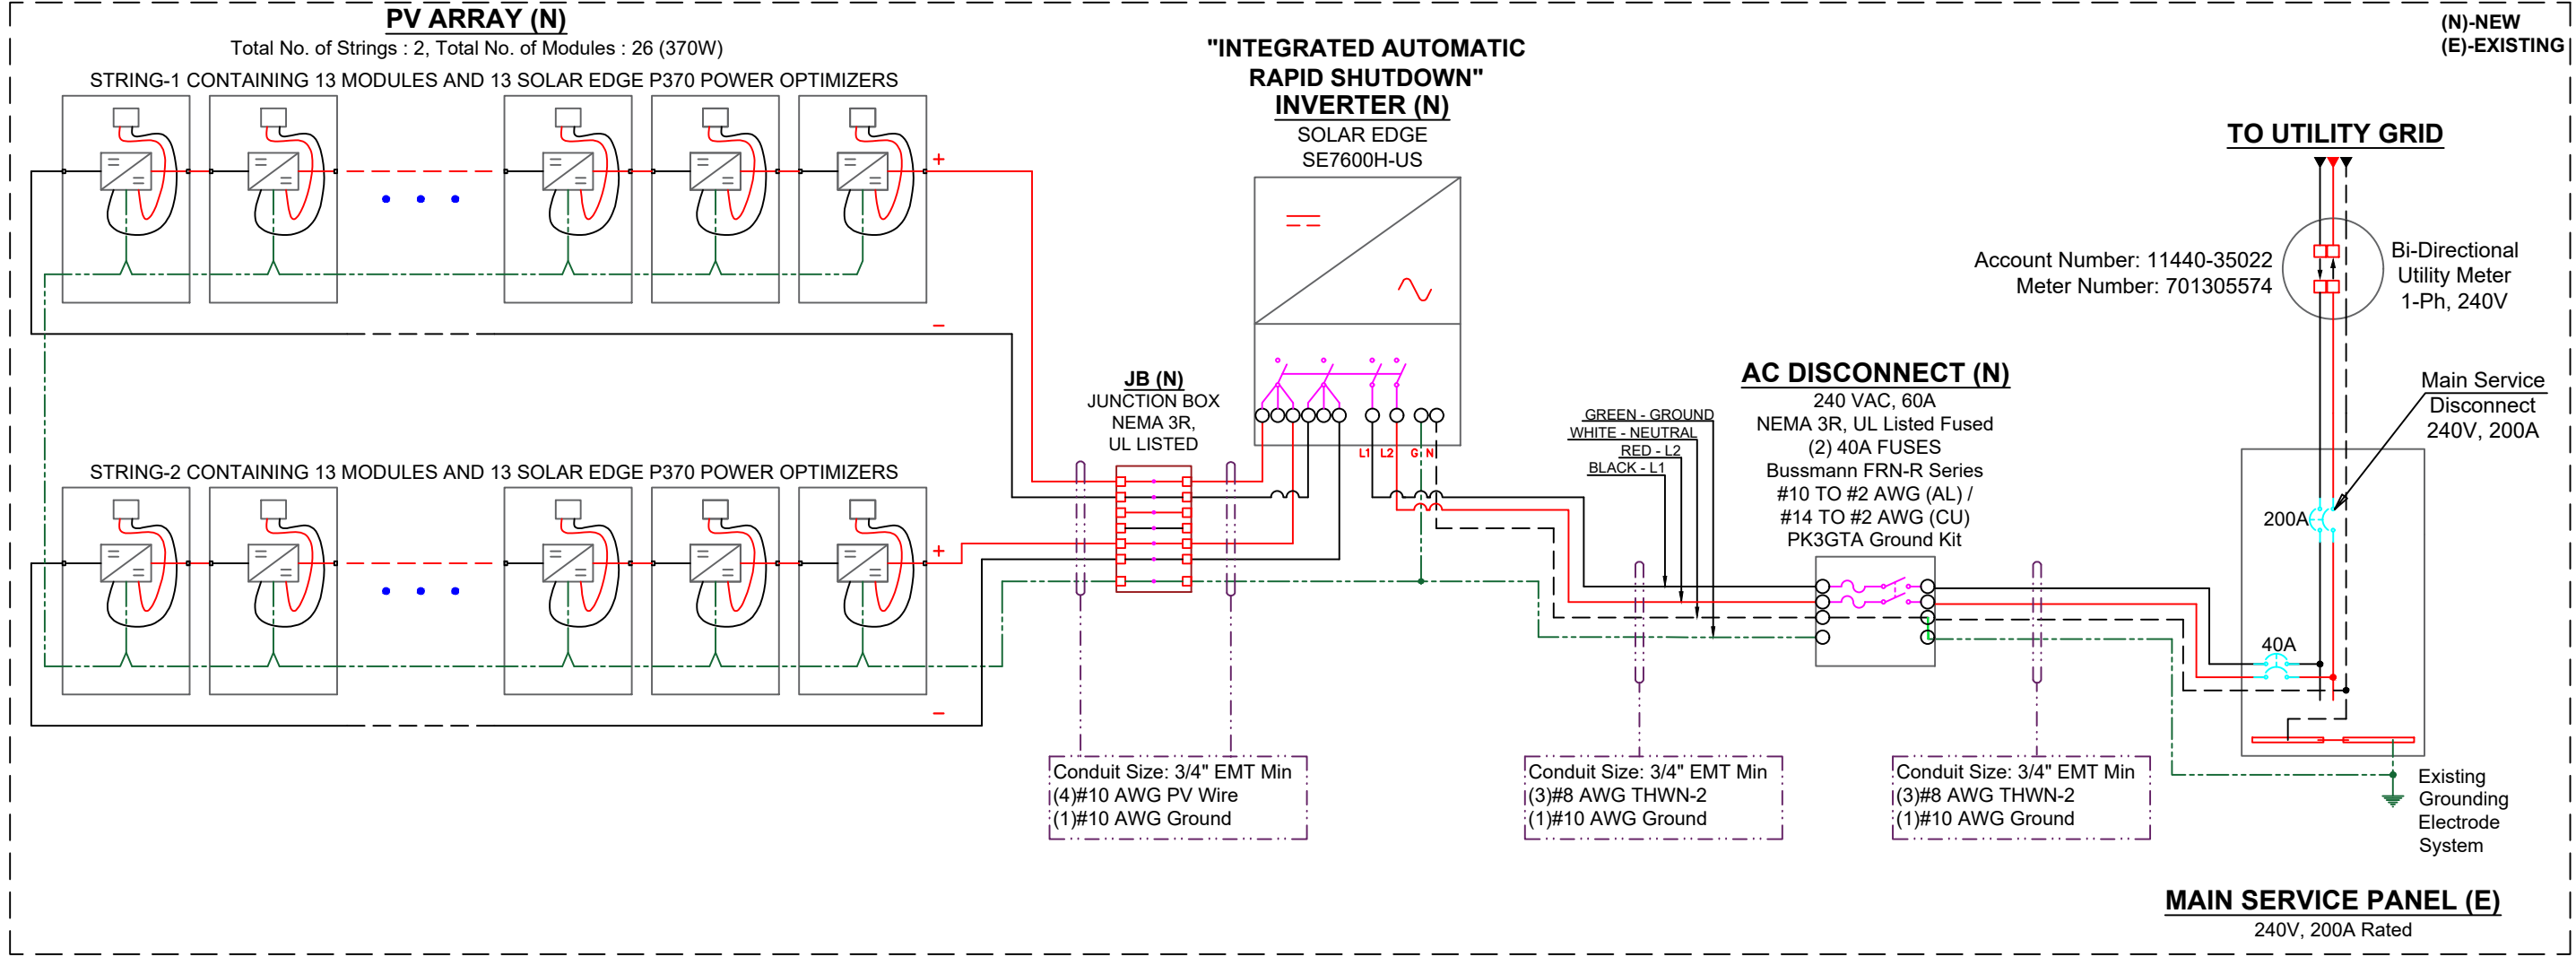 PV ARRAY (N)
Total No. of Strings : 2, Total No. of Modules : 26 (370W)
STRING-1 CONTAINING 13 MODULES AND 13 SOLAR EDGE P370 POWER OPTIMIZERS
+
−
STRING-2 CONTAINING 13 MODULES AND 13 SOLAR EDGE P370 POWER OPTIMIZERS
+
−
JB (N)
JUNCTION BOX
NEMA 3R,
UL LISTED
"INTEGRATED AUTOMATIC
RAPID SHUTDOWN"
INVERTER (N)
SOLAR EDGE
SE7600H-US
L1 L2 G N
GREEN - GROUND
WHITE - NEUTRAL
RED - L2
BLACK - L1
AC DISCONNECT (N)
240 VAC, 60A
NEMA 3R, UL Listed Fused
(2) 40A FUSES
Bussmann FRN-R Series
#10 TO #2 AWG (AL) /
#14 TO #2 AWG (CU)
PK3GTA Ground Kit
(N)-NEW
(E)-EXISTING
TO UTILITY GRID
Account Number: 11440-35022
Meter Number: 701305574
Bi-Directional
Utility Meter
1-Ph, 240V
Main Service
Disconnect
240V, 200A
200A
40A
Conduit Size: 3/4" EMT Min
(4)#10 AWG PV Wire
(1)#10 AWG Ground
Conduit Size: 3/4" EMT Min
(3)#8 AWG THWN-2
(1)#10 AWG Ground
Conduit Size: 3/4" EMT Min
(3)#8 AWG THWN-2
(1)#10 AWG Ground
Existing
Grounding
Electrode
System
MAIN SERVICE PANEL (E)
240V, 200A Rated